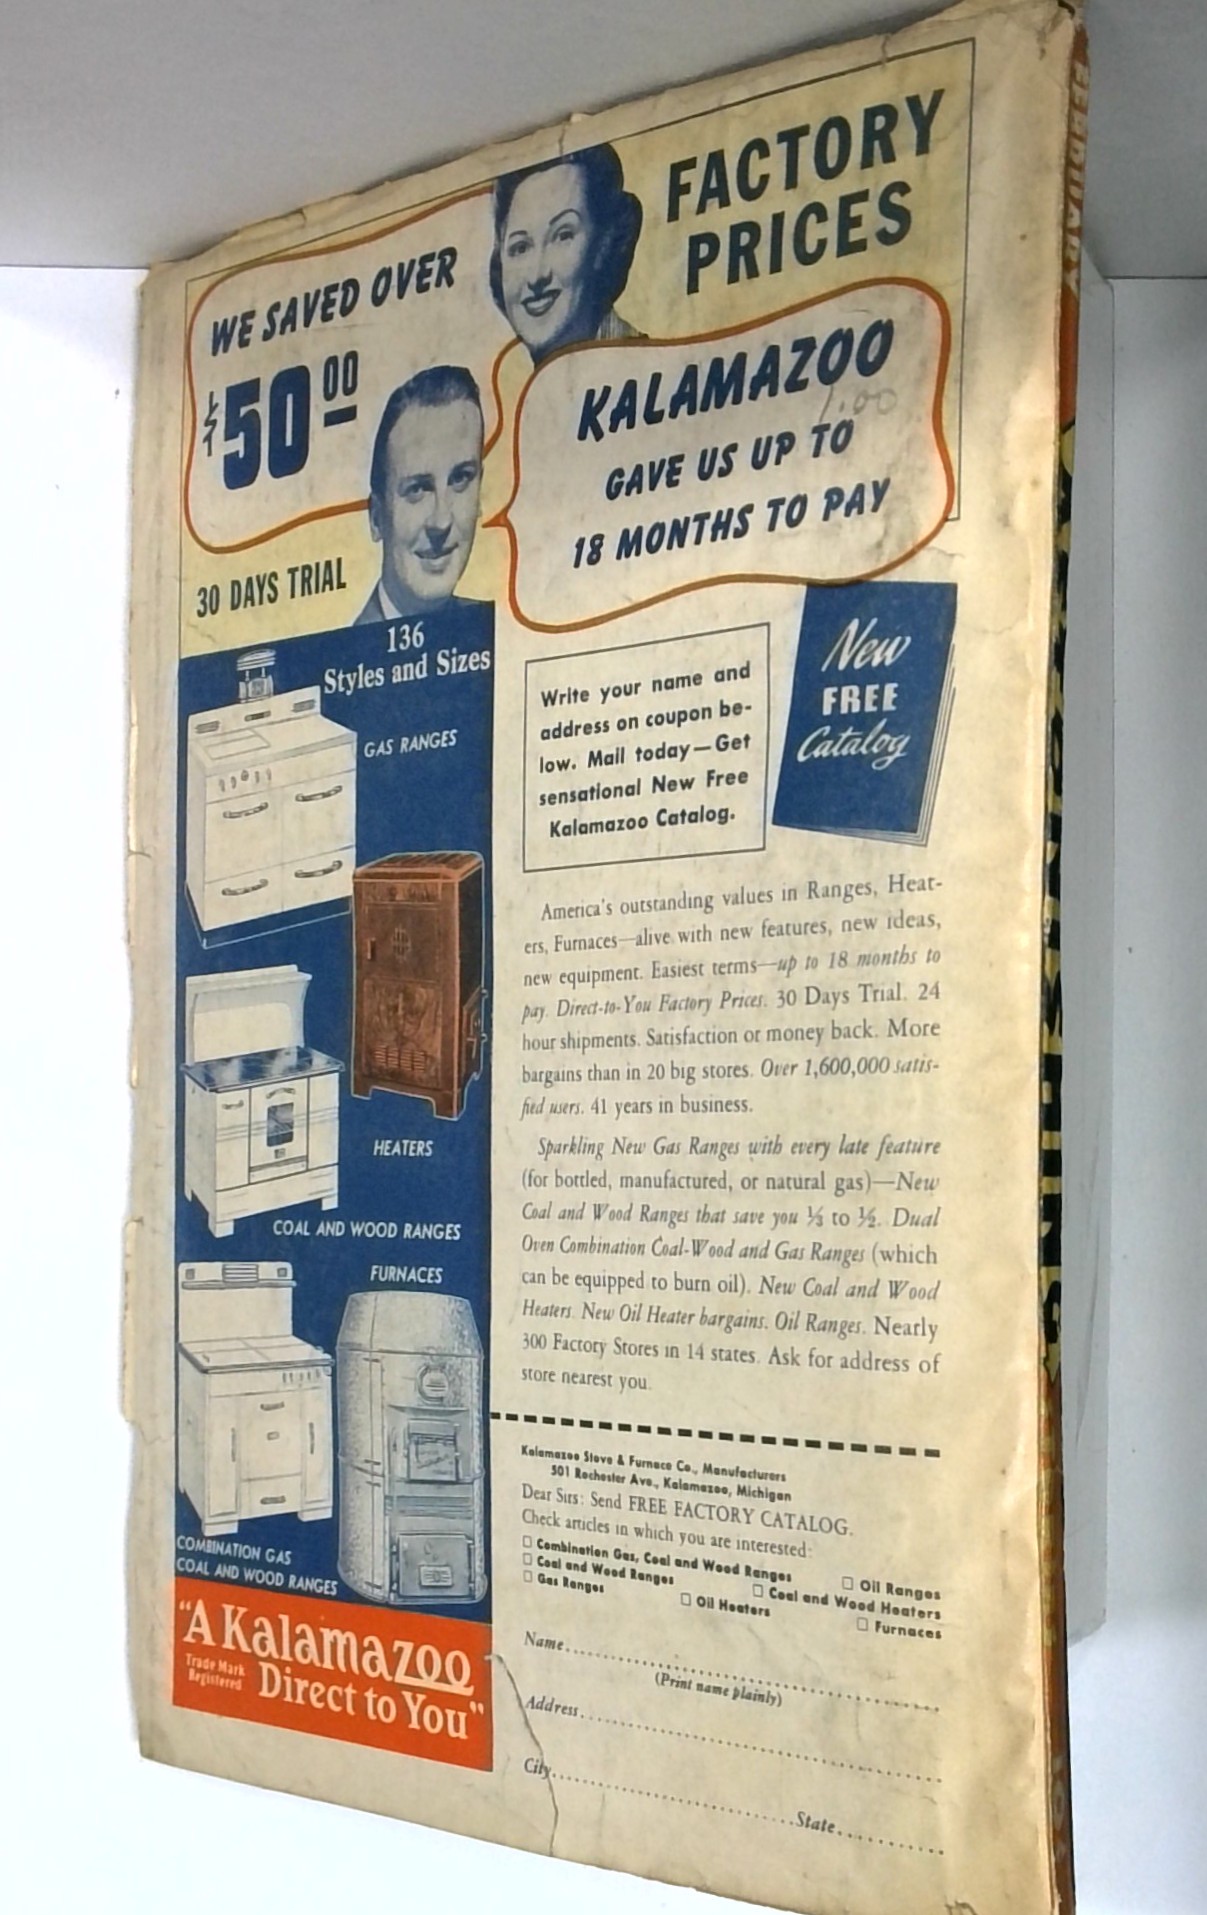 FACTORY
PRICES
WE SAVED OVER
$50 00
KALAMAZOO
1.00
GAVE US UP TO
18 MONTHS TO PAY
30 DAYS TRIAL
136
Styles and Sizes
GAS RANGES
HEATERS
COAL AND WOOD RANGES
FURNACES
COMBINATION GAS
COAL AND WOOD RANGES
"A Kalamazoo
Trade Mark
Registered
Direct to You"
Write your name and
address on coupon be-
low. Mail today—Get
sensational New Free
Kalamazoo Catalog.
New
FREE
Catalog
America's outstanding values in Ranges, Heat-
ers, Furnaces—alive with new features, new ideas,
new equipment. Easiest terms—up to 18 months to
pay. Direct-to-You Factory Prices. 30 Days Trial. 24
hour shipments. Satisfaction or money back. More
bargains than in 20 big stores. Over 1,600,000 satis-
fied users. 41 years in business.
Sparkling New Gas Ranges with every late feature
(for bottled, manufactured, or natural gas)—New
Coal and Wood Ranges that save you ⅓ to ½. Dual
Oven Combination Coal-Wood and Gas Ranges (which
can be equipped to burn oil). New Coal and Wood
Heaters. New Oil Heater bargains. Oil Ranges. Nearly
300 Factory Stores in 14 states. Ask for address of
store nearest you.
Kalamazoo Stove & Furnace Co., Manufacturers
501 Rochester Ave., Kalamazoo, Michigan
Dear Sirs: Send FREE FACTORY CATALOG.
Check articles in which you are interested:
☐ Combination Gas, Coal and Wood Ranges ☐ Oil Ranges
☐ Coal and Wood Ranges ☐ Coal and Wood Heaters
☐ Gas Ranges ☐ Oil Heaters ☐ Furnaces
Name
(Print name plainly)
Address
City State
FEBRUARY